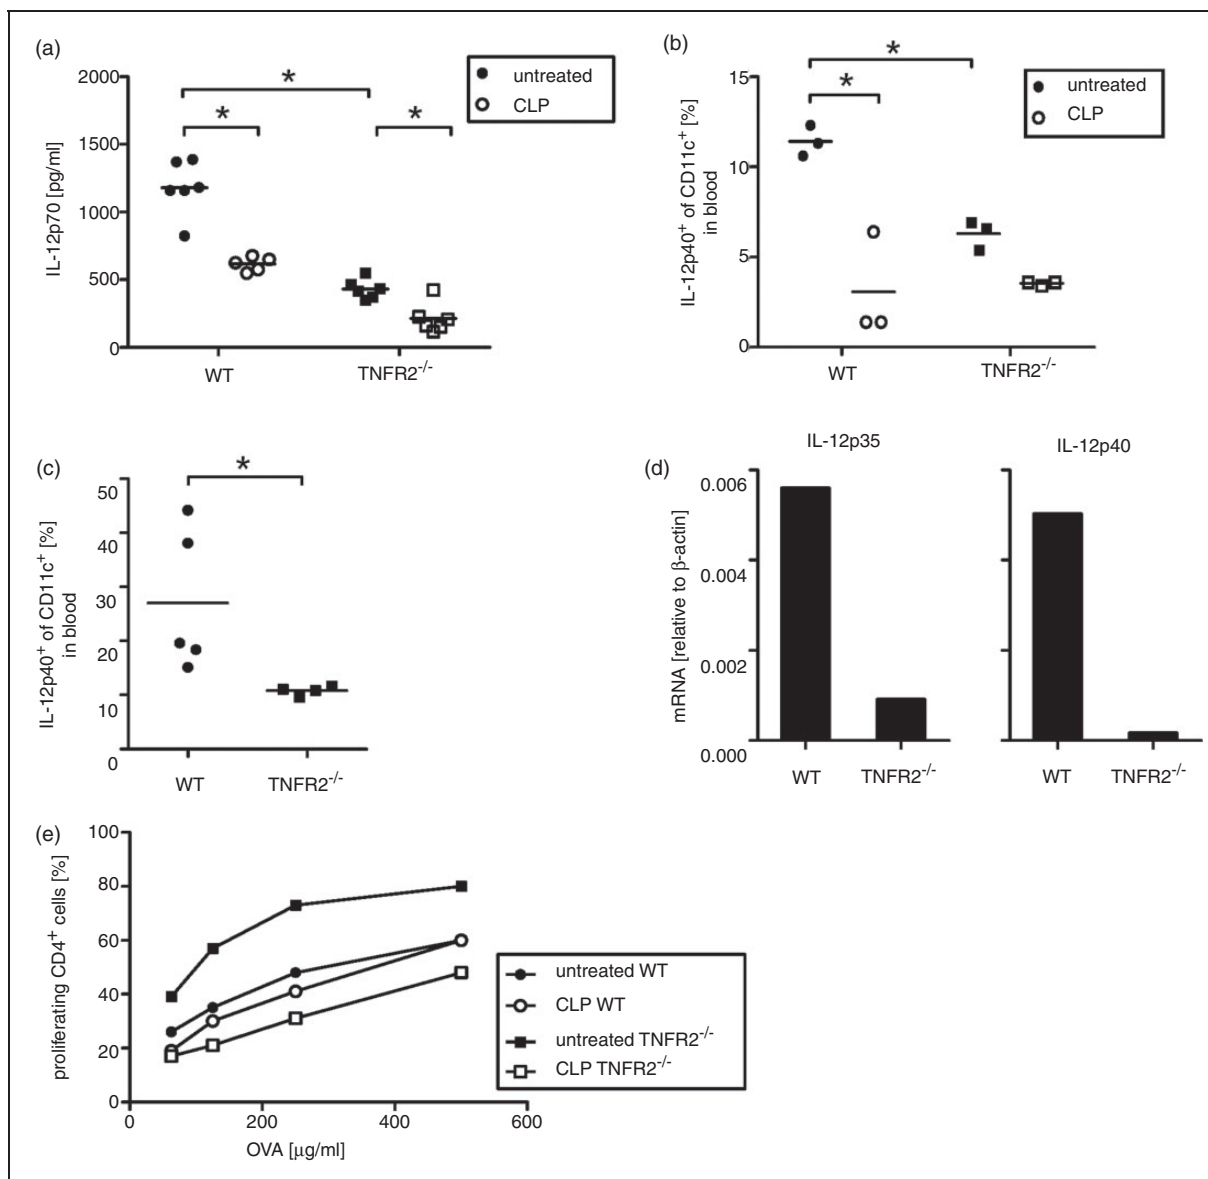 (a)
2000
1500
1000
500
0
IL-12p70 [pg/ml]
*
*
*
untreated
CLP
WT
TNFR2-/-
(b)
15
10
5
0
IL-12p40+ of CD11c+ [%]
in blood
*
*
untreated
CLP
WT
TNFR2-/-
(c)
50
40
30
20
10
0
IL-12p40+ of CD11c+ [%]
in blood
*
WT
TNFR2-/-
(d)
IL-12p35
IL-12p40
0.006
0.004
0.002
0.000
mRNA [relative to β-actin]
WT
TNFR2-/-
WT
TNFR2-/-
(e)
100
80
60
40
20
0
proliferating CD4+ cells [%]
0
200
400
600
OVA [μg/ml]
untreated WT
CLP WT
untreated TNFR2-/-
CLP TNFR2-/-